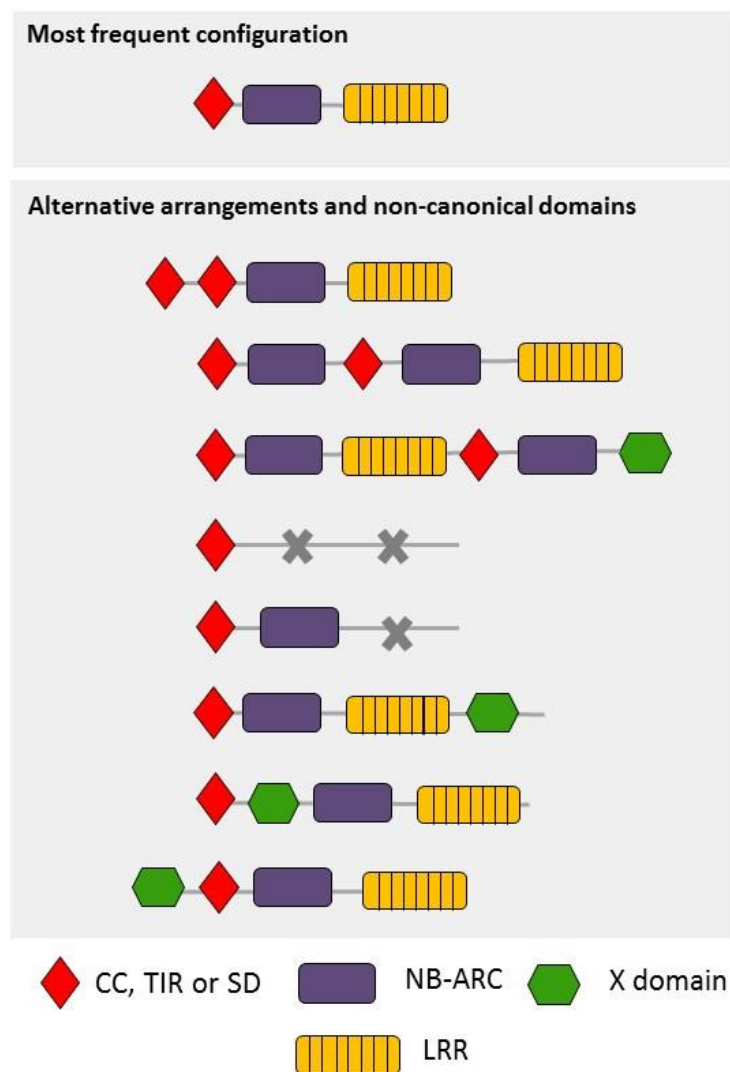 Most frequent configuration
Alternative arrangements and non-canonical domains
CC, TIR or SD
NB-ARC
X domain
LRR